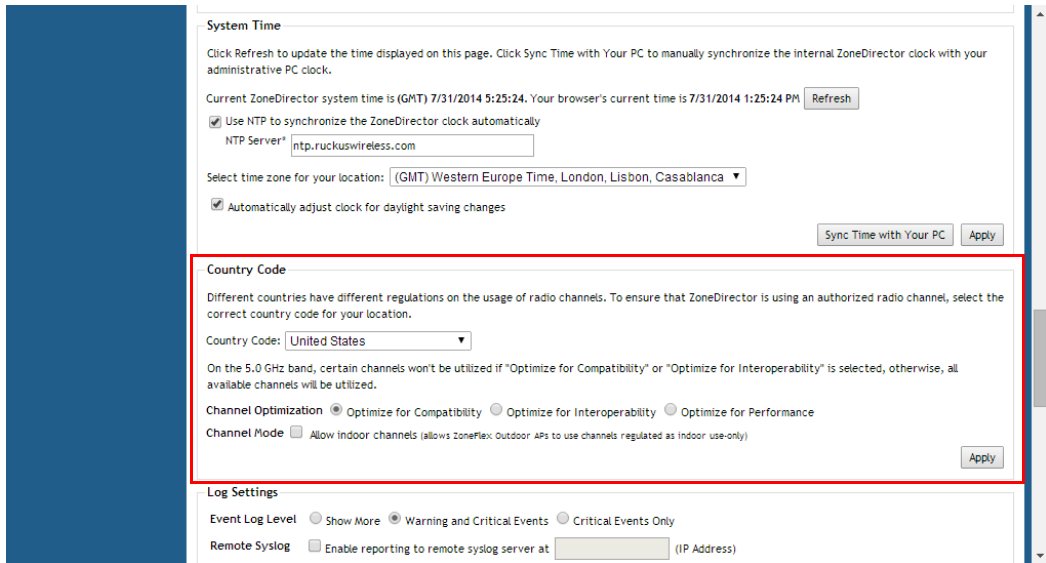 System Time
Click Refresh to update the time displayed on this page. Click Sync Time with Your PC to manually synchronize the internal ZoneDirector clock with your
administrative PC clock.
Current ZoneDirector system time is (GMT) 7/31/2014 5:25:24. Your browser's current time is 7/31/2014 1:25:24 PM Refresh
Use NTP to synchronize the ZoneDirector clock automatically
NTP Server* ntp.ruckuswireless.com
Select time zone for your location: (GMT) Western Europe Time, London, Lisbon, Casablanca
Automatically adjust clock for daylight saving changes
Sync Time with Your PC Apply
Country Code
Different countries have different regulations on the usage of radio channels. To ensure that ZoneDirector is using an authorized radio channel, select the
correct country code for your location.
Country Code: United States
On the 5.0 GHz band, certain channels won't be utilized if "Optimize for Compatibility" or "Optimize for Interoperability" is selected, otherwise, all
available channels will be utilized.
Channel Optimization Optimize for Compatibility Optimize for Interoperability Optimize for Performance
Channel Mode Allow indoor channels (allows ZoneFlex Outdoor APs to use channels regulated as indoor use-only)
Apply
Log Settings
Event Log Level Show More Warning and Critical Events Critical Events Only
Remote Syslog Enable reporting to remote syslog server at (IP Address)